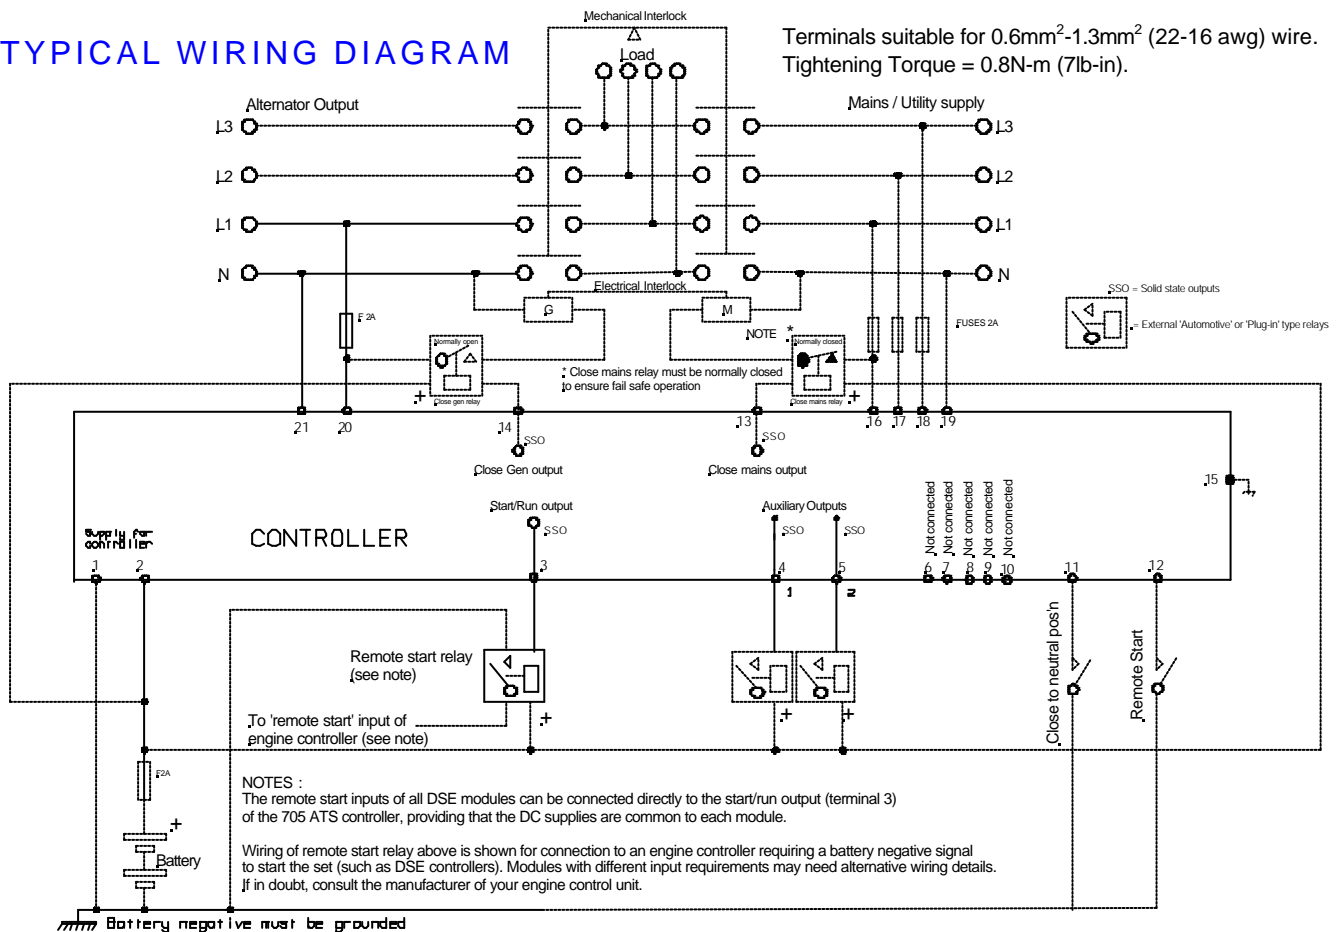 Mechanical Interlock
TYPICAL WIRING DIAGRAM
Load
Terminals suitable for 0.6mm²-1.3mm² (22-16 awg) wire.
Tightening Torque = 0.8N-m (7lb-in).
Alternator Output
Mains / Utility supply
L3
L3
L2
L2
L1
L1
N
N
Electrical Interlock
G
M
SSO = Solid state outputs
= External 'Automotive' or 'Plug-in' type relays
F 2A
FUSES 2A
NOTE *
Normally open
Normally closed
* Close mains relay must be normally closed
to ensure fail safe operation
+
Close gen relay
Close mains relay
+
21
20
14
13
16
17
18
19
SSO
SSO
Close Gen output
Close mains output
15
Start/Run output
Auxiliary Outputs
SSO
SSO
SSO
Not connected
Not connected
Not connected
Not connected
Not connected
Supply for
controller
CONTROLLER
1
2
3
4
5
6
7
8
9
10
11
12
1
2
Remote start relay
(see note)
Close to neutral pos'n
Remote Start
+
+
+
To 'remote start' input of
engine controller (see note)
F2A
+
Battery
NOTES :
The remote start inputs of all DSE modules can be connected directly to the start/run output (terminal 3)
of the 705 ATS controller, providing that the DC supplies are common to each module.
Wiring of remote start relay above is shown for connection to an engine controller requiring a battery negative signal
to start the set (such as DSE controllers). Modules with different input requirements may need alternative wiring details.
If in doubt, consult the manufacturer of your engine control unit.
Battery negative must be grounded